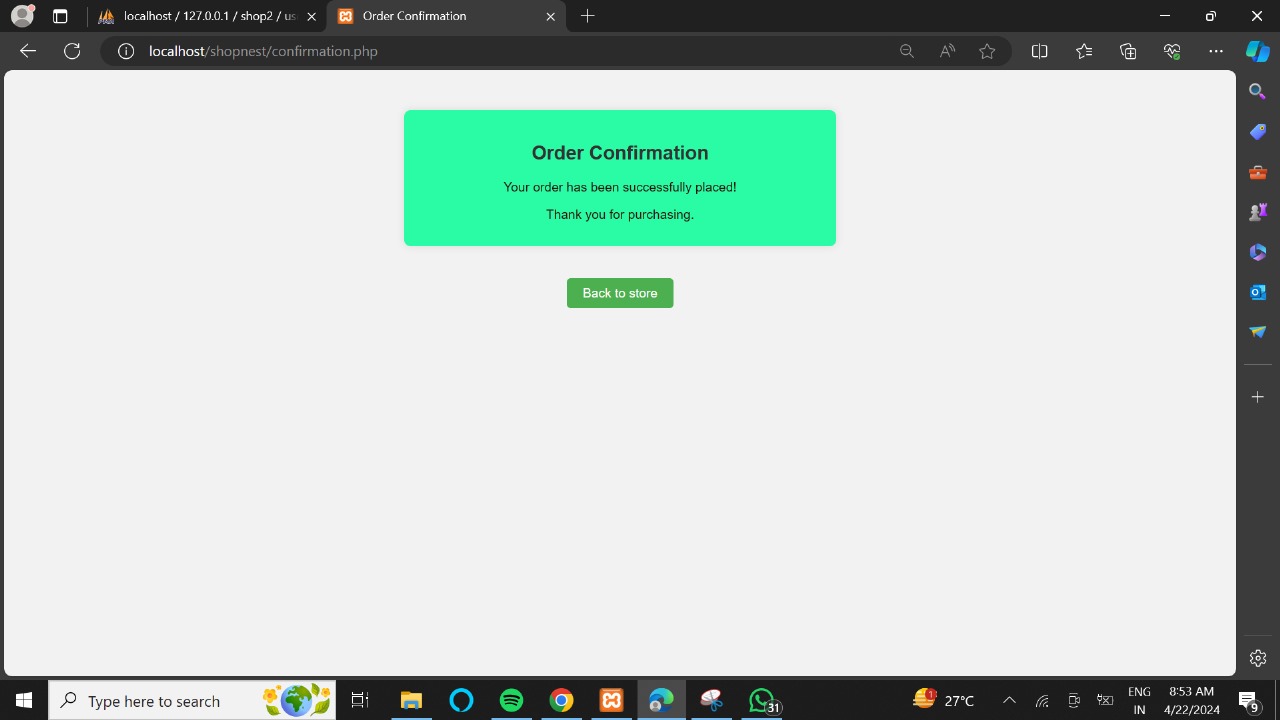 localhost / 127.0.0.1 / shop2 / us
Order Confirmation
localhost/shopnest/confirmation.php
Order Confirmation
Your order has been successfully placed!
Thank you for purchasing.
Back to store
Type here to search
31
1
27°C
ENG
IN
8:53 AM
4/22/2024
9